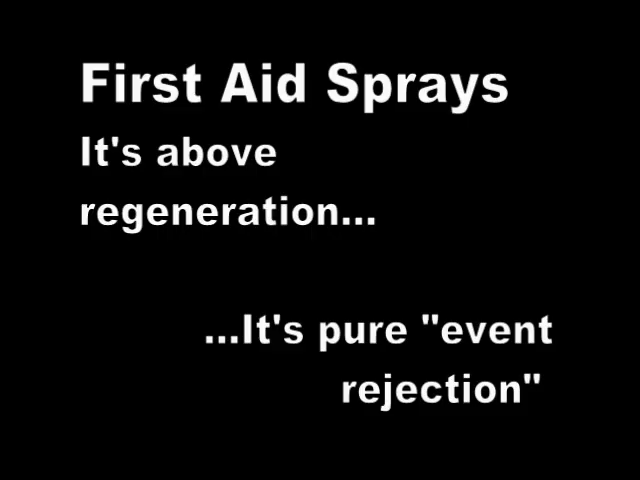 First Aid Sprays
It's above
regeneration...
...It's pure "event
rejection"